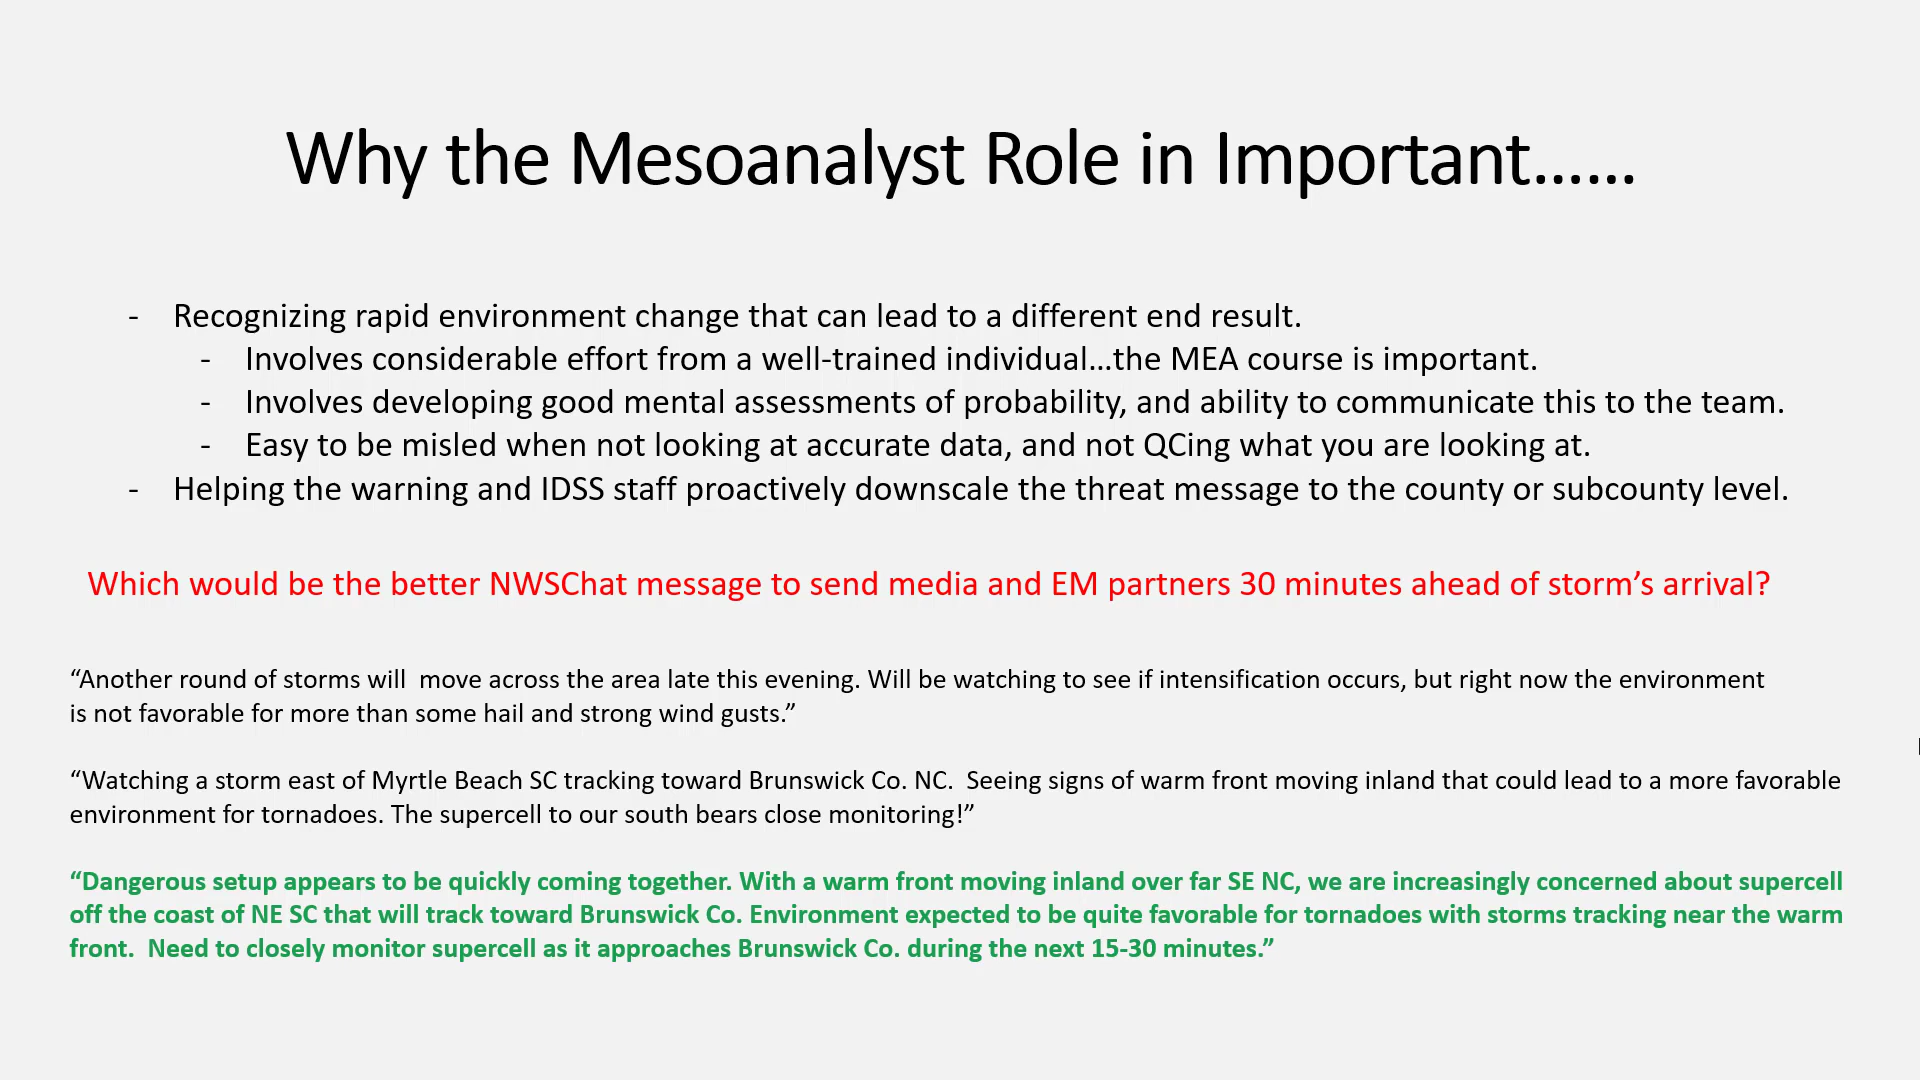 Why the Mesoanalyst Role in Important......
- Recognizing rapid environment change that can lead to a different end result.
- Involves considerable effort from a well-trained individual…the MEA course is important.
- Involves developing good mental assessments of probability, and ability to communicate this to the team.
- Easy to be misled when not looking at accurate data, and not QCing what you are looking at.
- Helping the warning and IDSS staff proactively downscale the threat message to the county or subcounty level.
Which would be the better NWSChat message to send media and EM partners 30 minutes ahead of storm’s arrival?
“Another round of storms will  move across the area late this evening. Will be watching to see if intensification occurs, but right now the environment
is not favorable for more than some hail and strong wind gusts.”
“Watching a storm east of Myrtle Beach SC tracking toward Brunswick Co. NC.  Seeing signs of warm front moving inland that could lead to a more favorable
environment for tornadoes. The supercell to our south bears close monitoring!”
“Dangerous setup appears to be quickly coming together. With a warm front moving inland over far SE NC, we are increasingly concerned about supercell
off the coast of NE SC that will track toward Brunswick Co. Environment expected to be quite favorable for tornadoes with storms tracking near the warm
front.  Need to closely monitor supercell as it approaches Brunswick Co. during the next 15-30 minutes.”